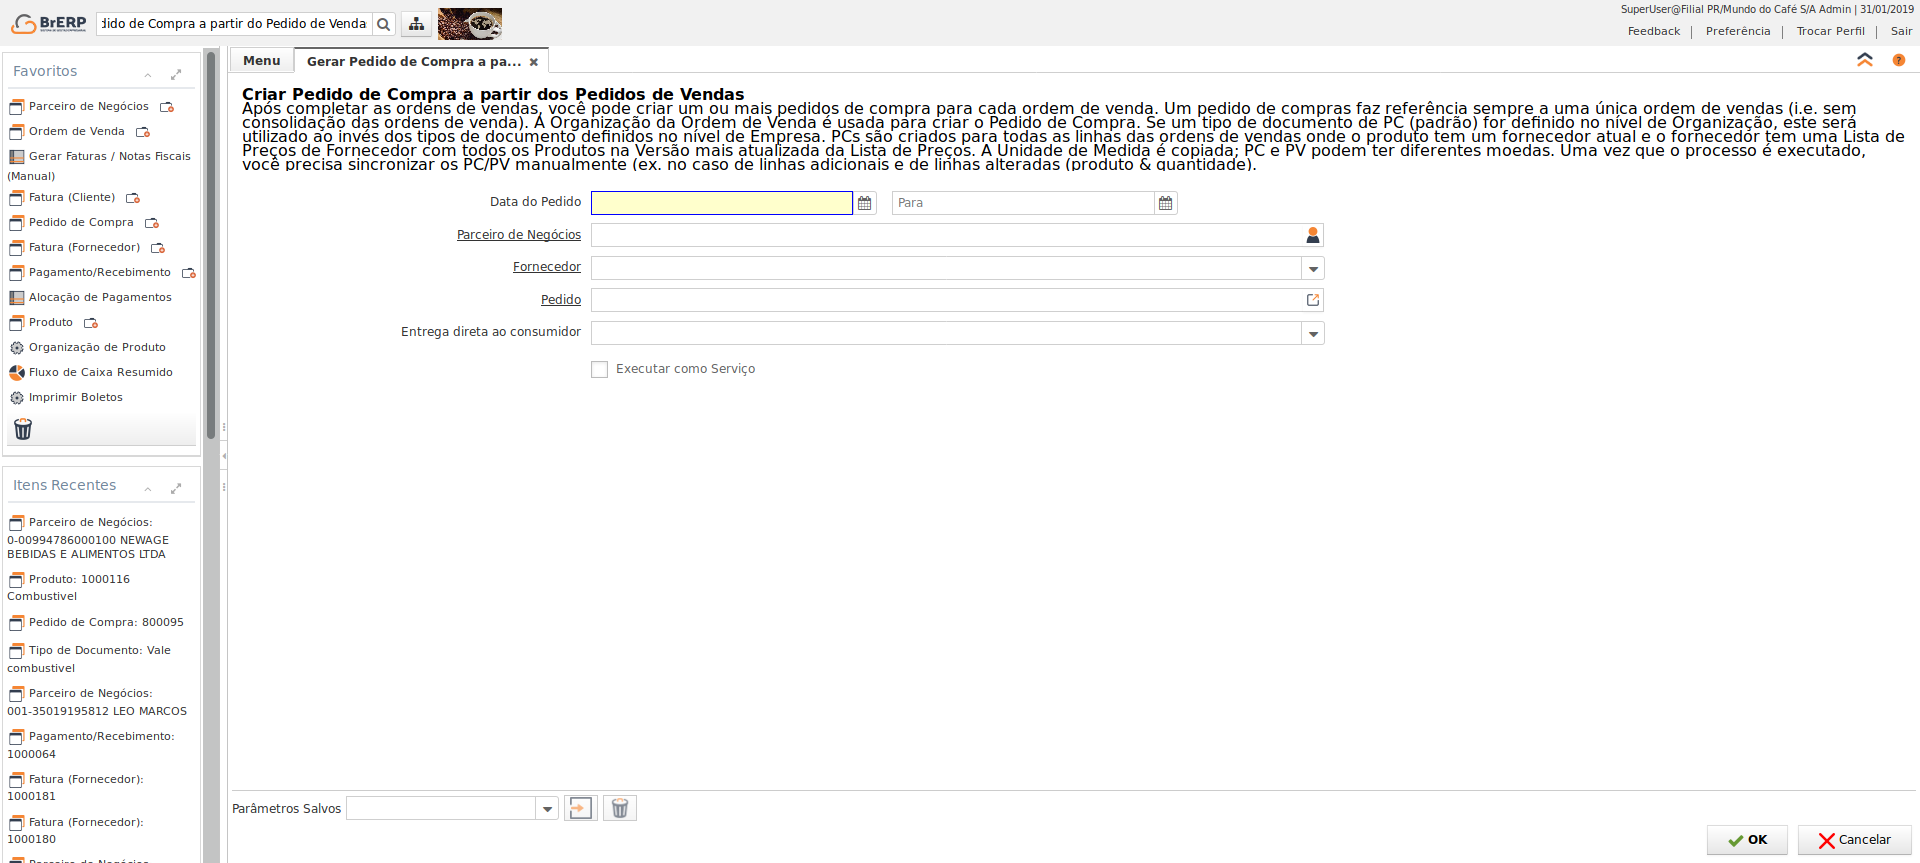 BrERP
dido de Compra a partir do Pedido de Venda
SuperUser@Filial PR/Mundo do Café S/A Admin | 31/01/2019
Feedback | Preferência | Trocar Perfil | Sair
Favoritos
Parceiro de Negócios
Ordem de Venda
Gerar Faturas / Notas Fiscais
(Manual)
Fatura (Cliente)
Pedido de Compra
Fatura (Fornecedor)
Pagamento/Recebimento
Alocação de Pagamentos
Produto
Organização de Produto
Fluxo de Caixa Resumido
Imprimir Boletos
Itens Recentes
Parceiro de Negócios:
0-00994786000100 NEWAGE
BEBIDAS E ALIMENTOS LTDA
Produto: 1000116
Combustivel
Pedido de Compra: 800095
Tipo de Documento: Vale
combustivel
Parceiro de Negócios:
001-35019195812 LEO MARCOS
Pagamento/Recebimento:
1000064
Fatura (Fornecedor):
1000181
Fatura (Fornecedor):
1000180
Menu
Gerar Pedido de Compra a pa...
Criar Pedido de Compra a partir dos Pedidos de Vendas
Após completar as ordens de vendas, você pode criar um ou mais pedidos de compra para cada ordem de venda. Um pedido de compras faz referência sempre a uma única ordem de vendas (i.e. sem
consolidação das ordens de venda). A Organização da Ordem de Venda é usada para criar o Pedido de Compra. Se um tipo de documento de PC (padrão) for definido no nível de Organização, este será
utilizado ao invés dos tipos de documento definidos no nível de Empresa. PCs são criados para todas as linhas das ordens de vendas onde o produto tem um fornecedor atual e o fornecedor tem uma Lista de
Preços de Fornecedor com todos os Produtos na Versão mais atualizada da Lista de Preços. A Unidade de Medida é copiada; PC e PV podem ter diferentes moedas. Uma vez que o processo é executado,
você precisa sincronizar os PC/PV manualmente (ex. no caso de linhas adicionais e de linhas alteradas (produto & quantidade).
Data do Pedido
Para
Parceiro de Negócios
Fornecedor
Pedido
Entrega direta ao consumidor
Executar como Serviço
Parâmetros Salvos
OK
Cancelar